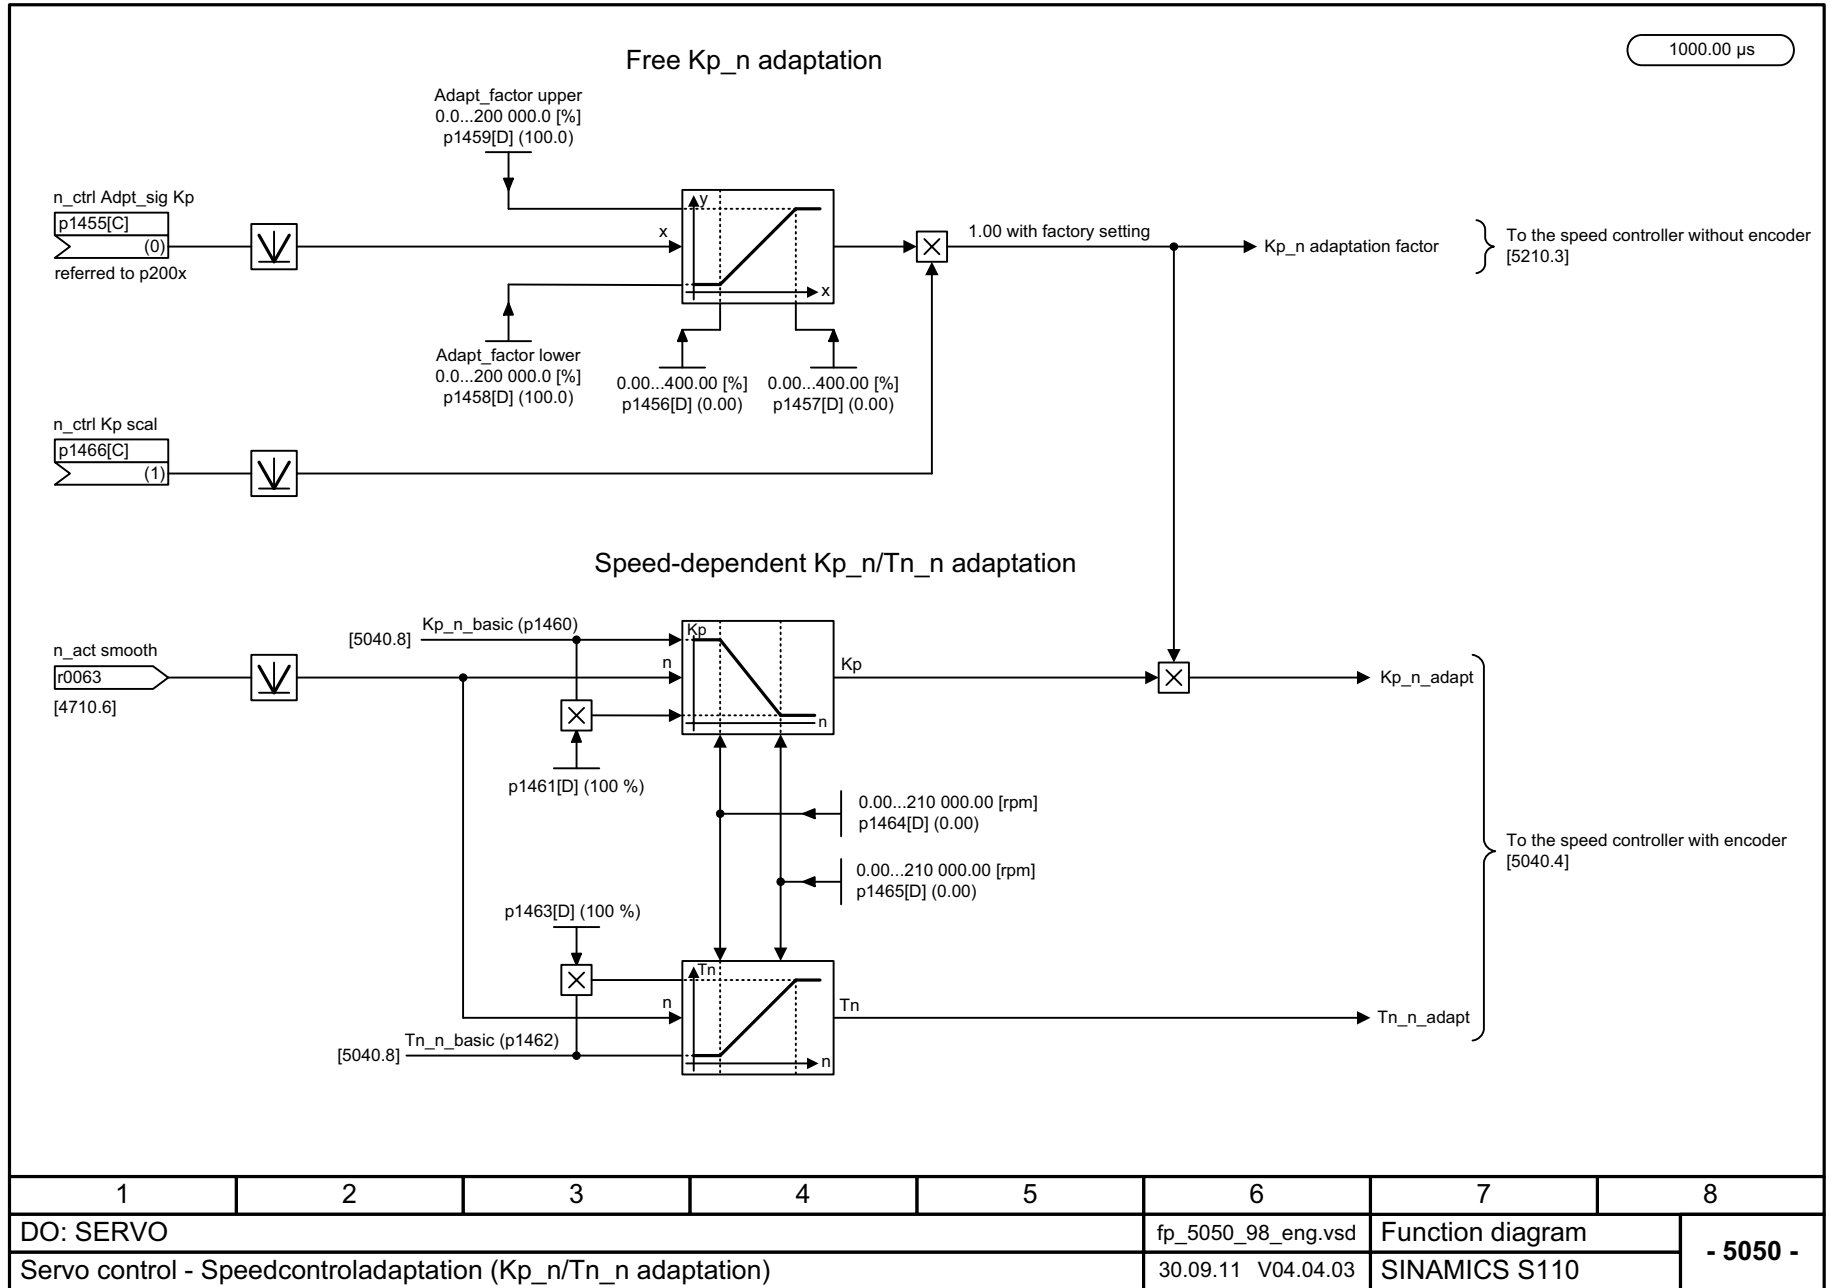 Free Kp_n adaptation
1000.00 µs
Adapt_factor upper
0.0...200 000.0 [%]
p1459[D] (100.0)
n_ctrl Adpt_sig Kp
p1455[C]
(0)
referred to p200x
x
y
x
1.00 with factory setting
Kp_n adaptation factor
To the speed controller without encoder
[5210.3]
Adapt_factor lower
0.0...200 000.0 [%]
p1458[D] (100.0)
0.00...400.00 [%]
p1456[D] (0.00)
0.00...400.00 [%]
p1457[D] (0.00)
n_ctrl Kp scal
p1466[C]
(1)
Speed-dependent Kp_n/Tn_n adaptation
[5040.8]
Kp_n_basic (p1460)
n_act smooth
r0063
[4710.6]
Kp
n
n
Kp
Kp_n_adapt
p1461[D] (100 %)
0.00...210 000.00 [rpm]
p1464[D] (0.00)
0.00...210 000.00 [rpm]
p1465[D] (0.00)
To the speed controller with encoder
[5040.4]
p1463[D] (100 %)
Tn
n
n
Tn
Tn_n_adapt
[5040.8]
Tn_n_basic (p1462)
1 2 3 4 5 6 7 8
DO: SERVO
fp_5050_98_eng.vsd
Function diagram
- 5050 -
Servo control - Speedcontroladaptation (Kp_n/Tn_n adaptation)
30.09.11 V04.04.03
SINAMICS S110